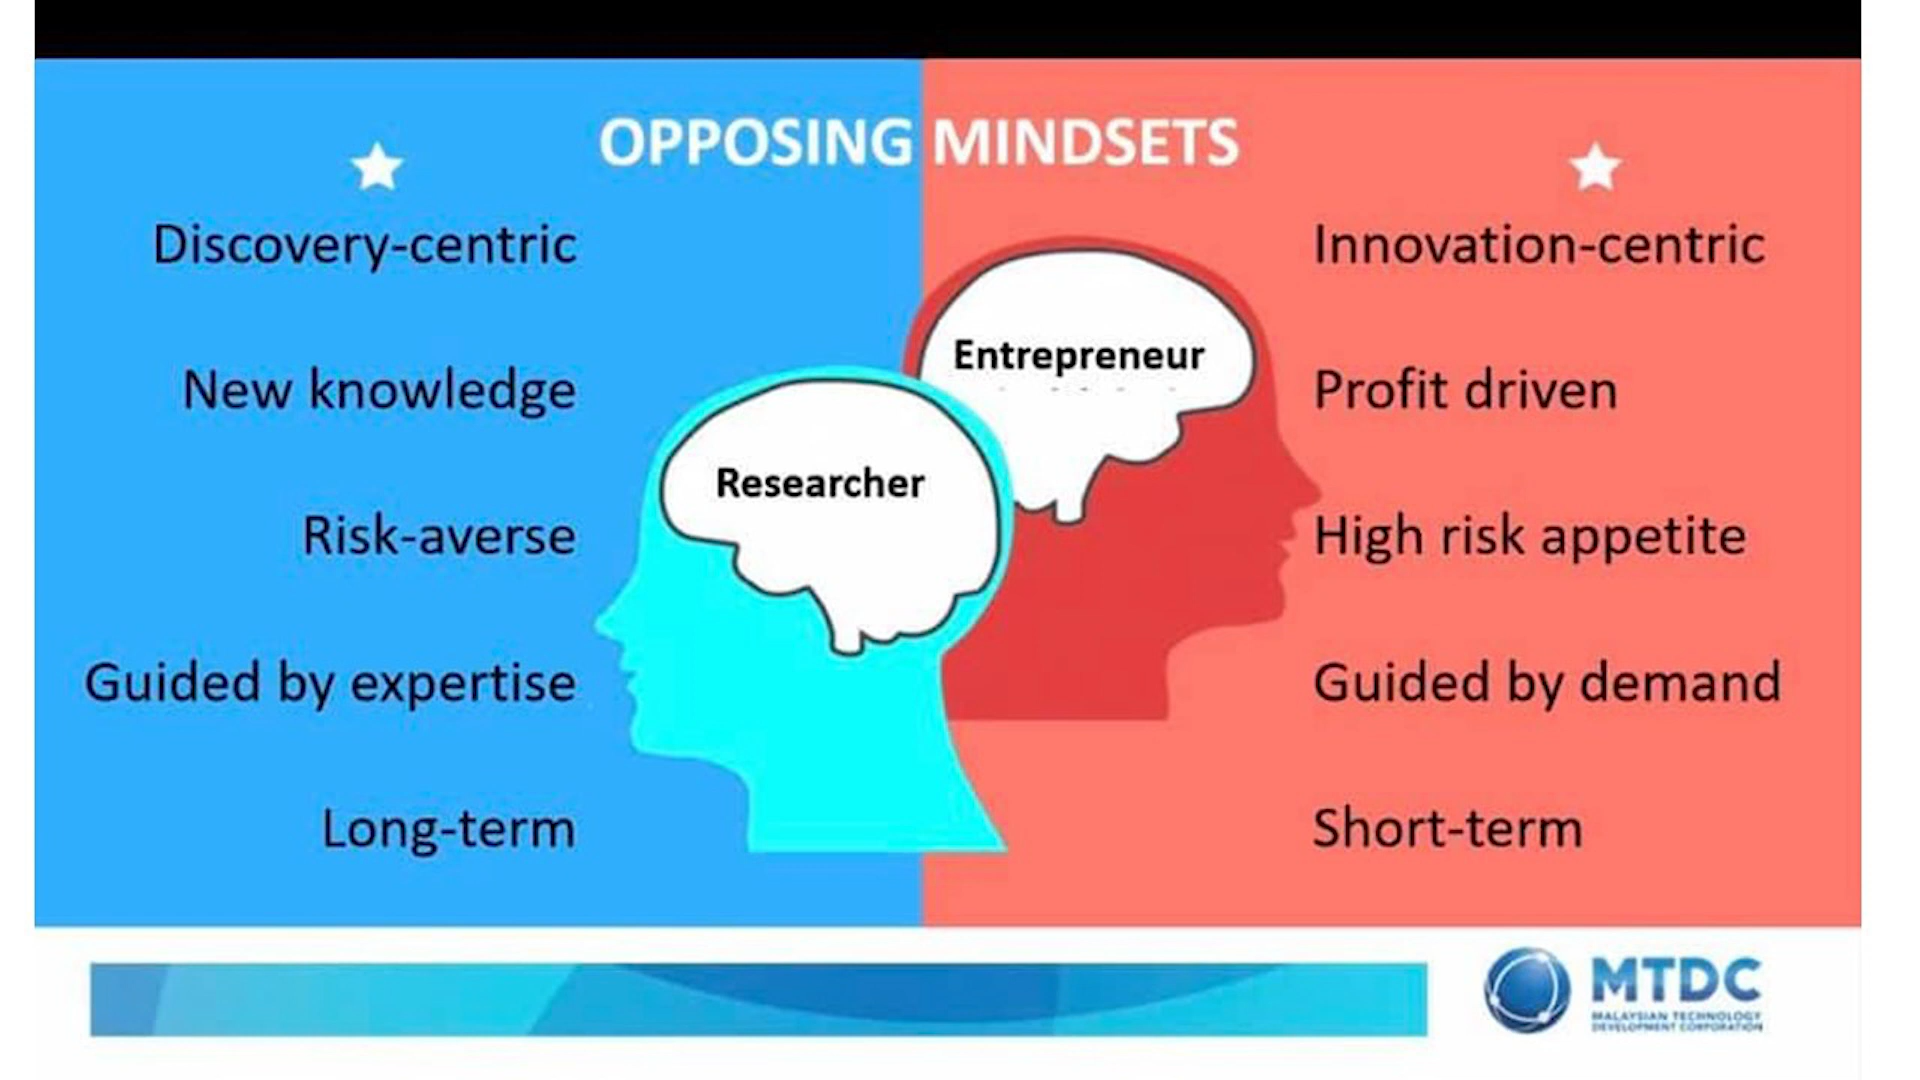 OPPOSING MINDSETS
Discovery-centric
New knowledge
Risk-averse
Guided by expertise
Long-term
Researcher
Entrepreneur
Innovation-centric
Profit driven
High risk appetite
Guided by demand
Short-term
MTDC
MALAYSIAN TECHNOLOGY
DEVELOPMENT CORPORATION